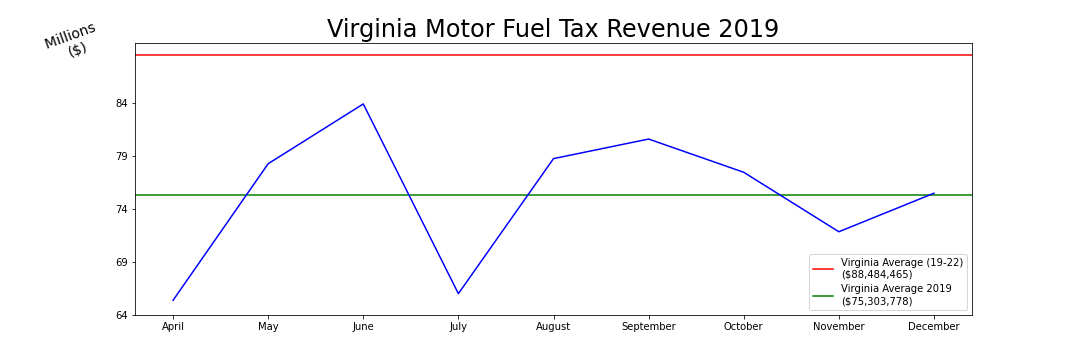 Virginia Motor Fuel Tax Revenue 2019
Millions
($)
84
79
74
69
64
April May June July August September October November December
Virginia Average (19-22)
($88,484,465)
Virginia Average 2019
($75,303,778)